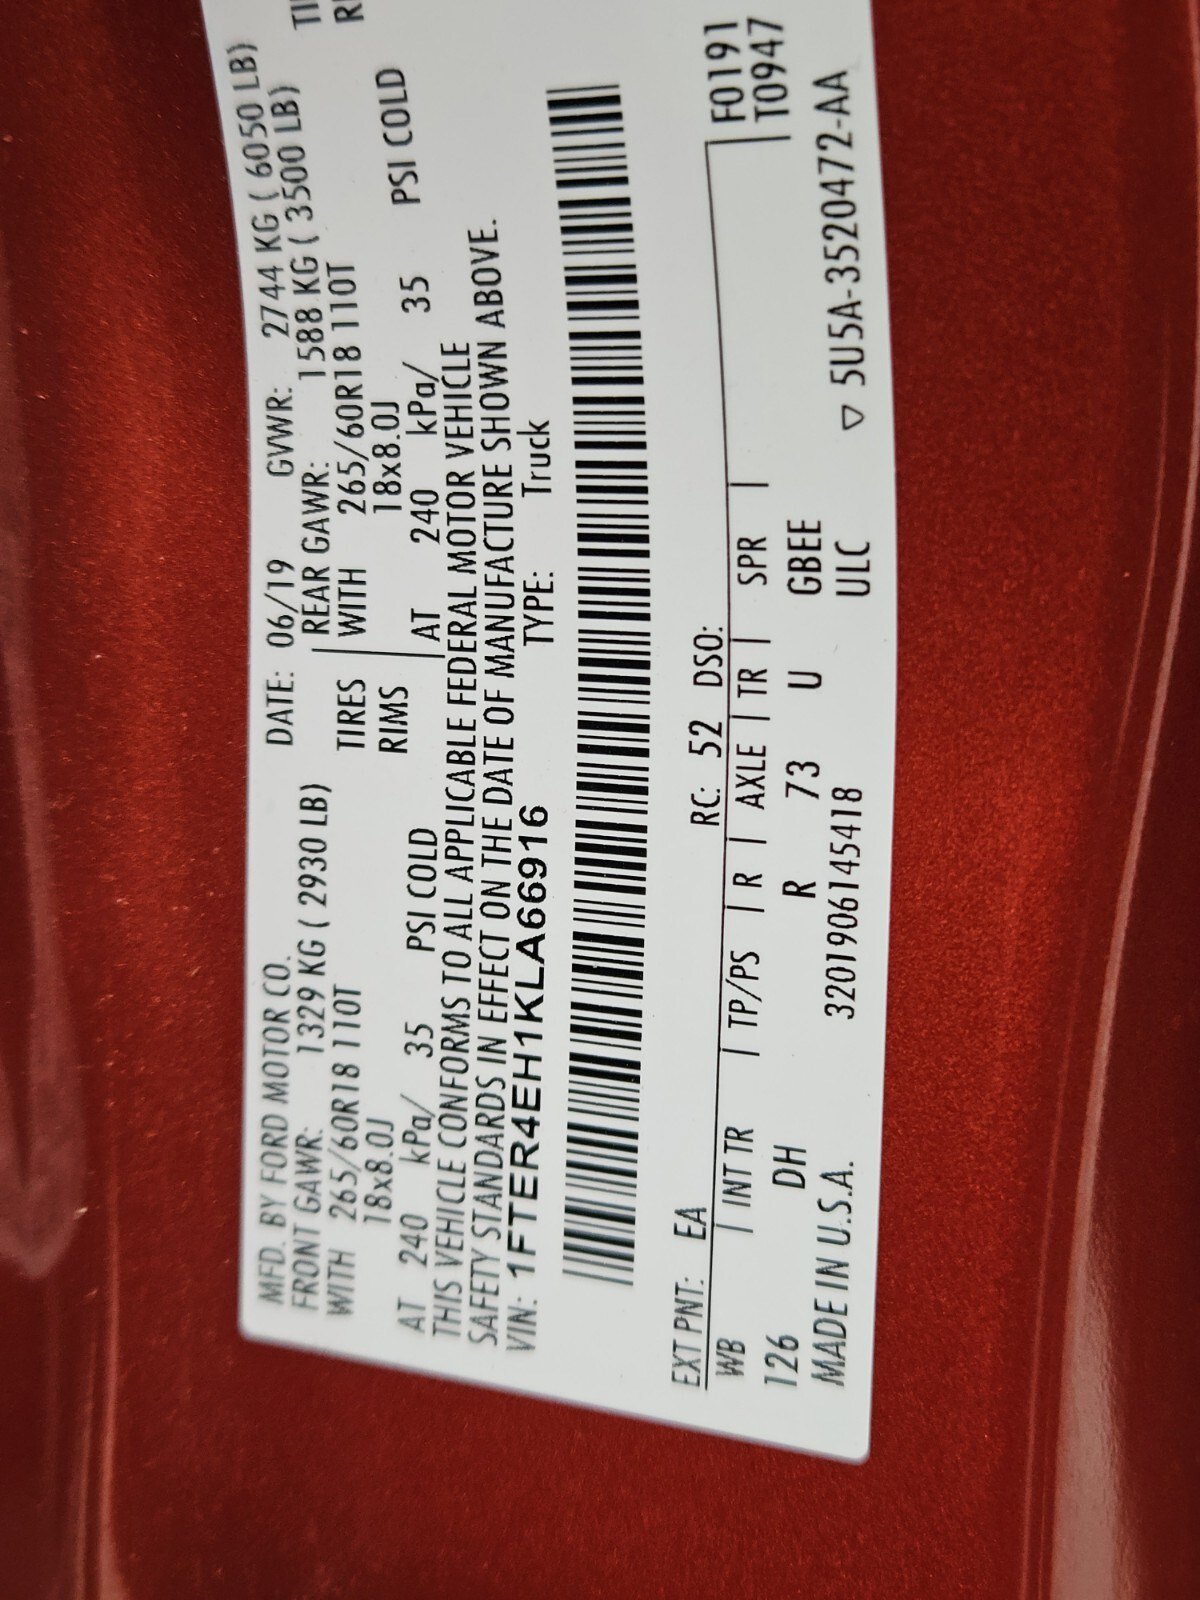 MFD. BY FORD MOTOR CO. DATE: 06/19 GVWR: 2744 KG ( 6050 LB)
FRONT GAWR: 1329 KG ( 2930 LB) REAR GAWR: 1588 KG ( 3500 LB)
WITH 265/60R18 110T TIRES WITH 265/60R18 110T
18x8.0J RIMS 18x8.0J
AT 240 kPa/ 35 PSI COLD AT 240 kPa/ 35 PSI COLD
THIS VEHICLE CONFORMS TO ALL APPLICABLE FEDERAL MOTOR VEHICLE
SAFETY STANDARDS IN EFFECT ON THE DATE OF MANUFACTURE SHOWN ABOVE.
VIN: 1FTER4EH1KLA66916 TYPE: Truck
EXT PNT: EA RC: 52 DSO: F0191
WB INT TR TP/PS R AXLE TR SPR T0947
126 DH R 73 U GBEE
MADE IN U.S.A. 3201906145418 ULC ▽ 5U5A-3520472-AA